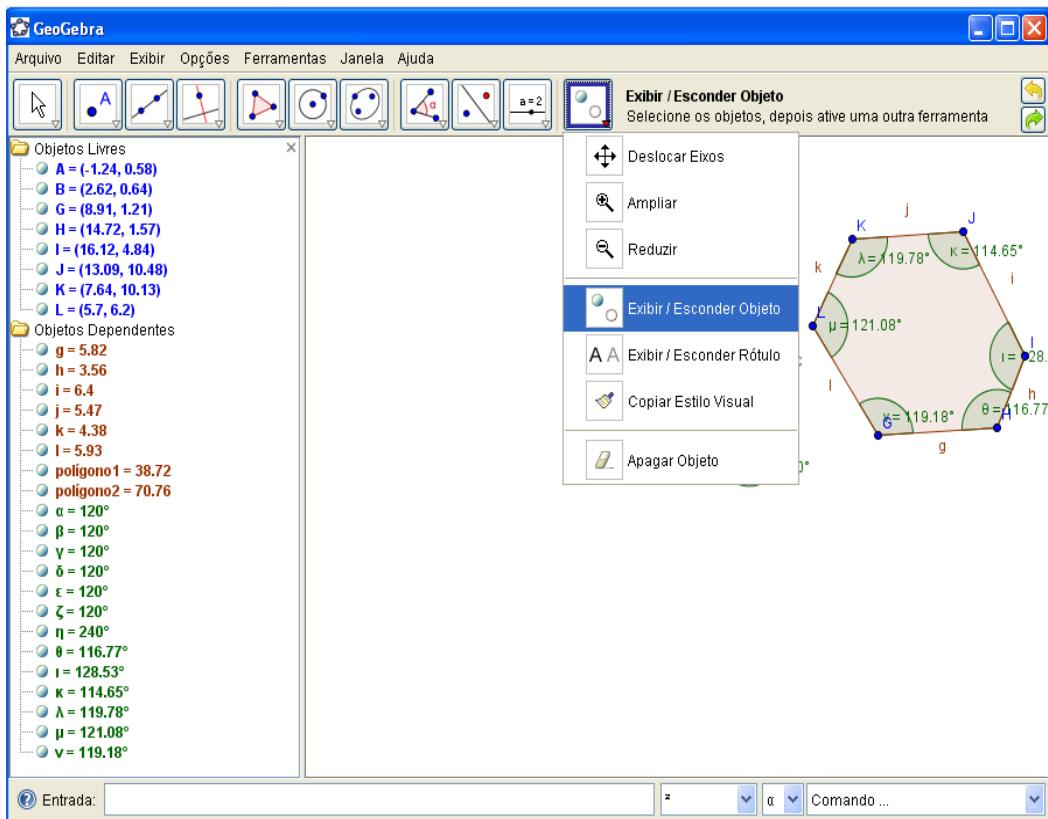 GeoGebra
Arquivo Editar Exibir Opções Ferramentas Janela Ajuda
A
α
a=2
Exibir / Esconder Objeto
Selecione os objetos, depois ative uma outra ferramenta
Objetos Livres
A = (-1.24, 0.58)
B = (2.62, 0.64)
G = (8.91, 1.21)
H = (14.72, 1.57)
I = (16.12, 4.84)
J = (13.09, 10.48)
K = (7.64, 10.13)
L = (5.7, 6.2)
Objetos Dependentes
g = 5.82
h = 3.56
i = 6.4
j = 5.47
k = 4.38
l = 5.93
polígono1 = 38.72
polígono2 = 70.76
α = 120°
β = 120°
γ = 120°
δ = 120°
ε = 120°
ζ = 120°
η = 240°
θ = 116.77°
ι = 128.53°
κ = 114.65°
λ = 119.78°
μ = 121.08°
ν = 119.18°
Deslocar Eixos
Ampliar
Reduzir
Exibir / Esconder Objeto
A A Exibir / Esconder Rótulo
Copiar Estilo Visual
Apagar Objeto
j
K
J
λ = 119.78°
κ = 114.65°
k
i
L
μ = 121.08°
I
ι = 128.
l
h
ν = 119.18°
θ = 116.77
G
H
g
0°
Entrada:
²
α
Comando ...